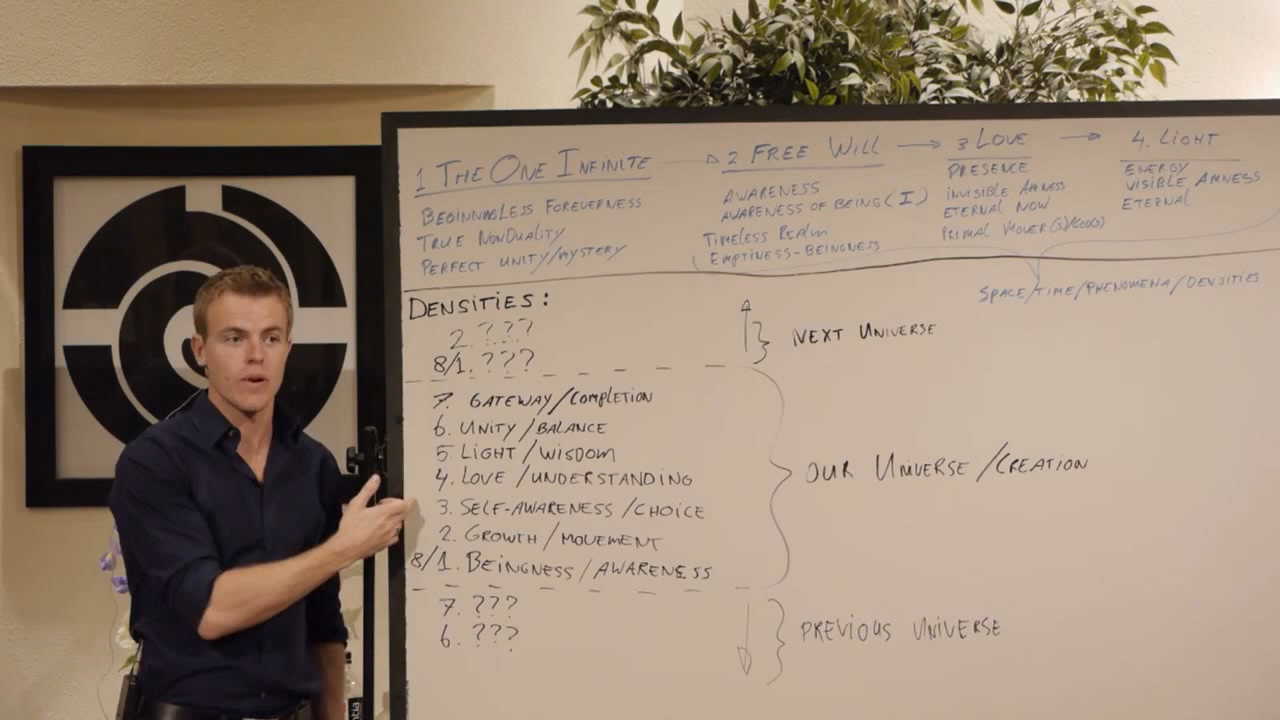 1 THE ONE INFINITE → 2 FREE WILL → 3 LOVE → 4. LIGHT
BEGINNINGLESS FOREVERNESS
TRUE NONDUALITY
PERFECT UNITY/MYSTERY
AWARENESS
AWARENESS OF BEING (I)
TIMELESS REALM
EMPTINESS-BEINGNESS
PRESENCE
INVISIBLE AMNESS
ETERNAL NOW
PRIMAL MOVER(S)/
ENERGY
VISIBLE AMNESS
ETERNAL
SPACE/TIME/PHENOMENA/DENSITIES
DENSITIES:
2. ???
8/1. ???
NEXT UNIVERSE
7. GATEWAY/COMPLETION
6. UNITY/BALANCE
5. LIGHT/WISDOM
4. LOVE/UNDERSTANDING
3. SELF-AWARENESS/CHOICE
2. GROWTH/MOVEMENT
8/1. BEINGNESS/AWARENESS
OUR UNIVERSE/CREATION
7. ???
6. ???
PREVIOUS UNIVERSE